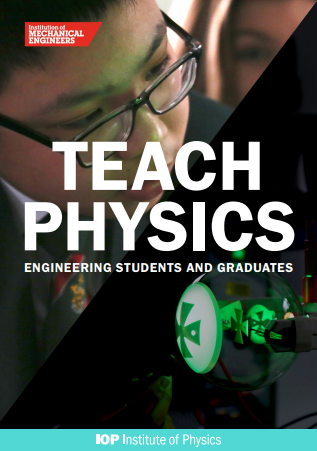 Institution of
MECHANICAL
ENGINEERS
TEACH
PHYSICS
ENGINEERING STUDENTS AND GRADUATES
IOP Institute of Physics